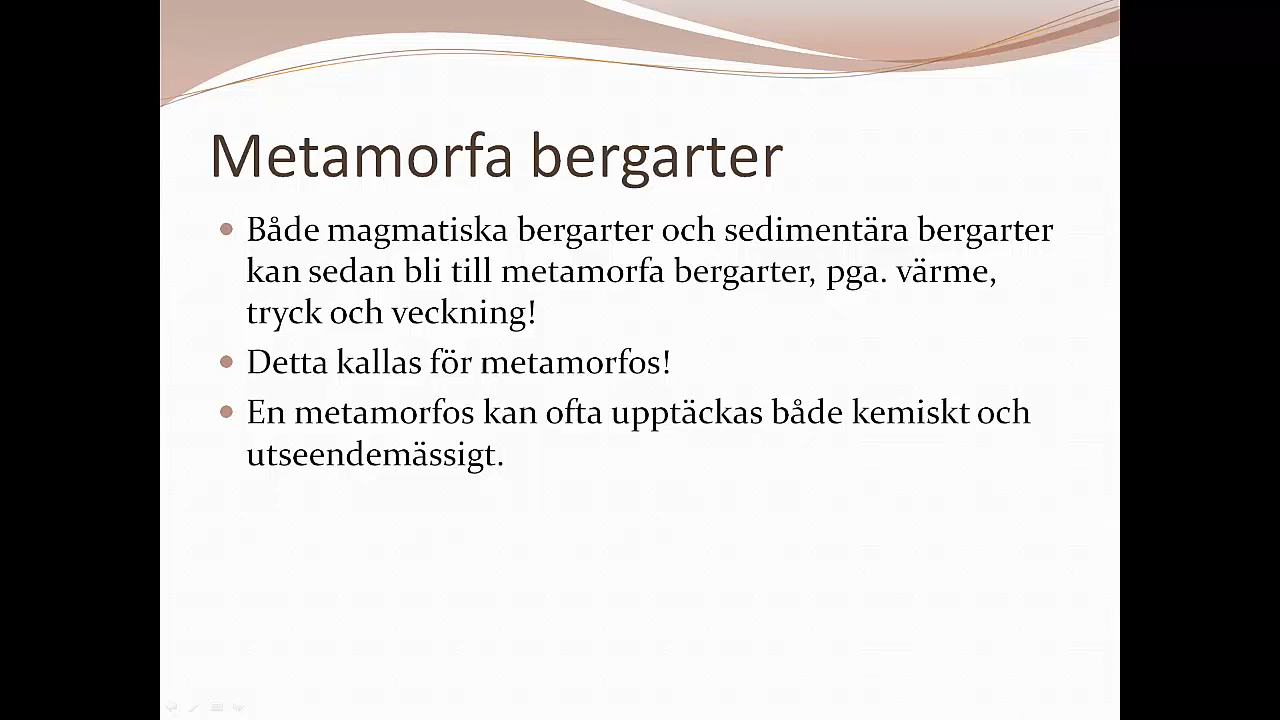 Metamorfa bergarter
Både magmatiska bergarter och sedimentära bergarter
kan sedan bli till metamorfa bergarter, pga. värme,
tryck och veckning!
Detta kallas för metamorfos!
En metamorfos kan ofta upptäckas både kemiskt och
utseendemässigt.